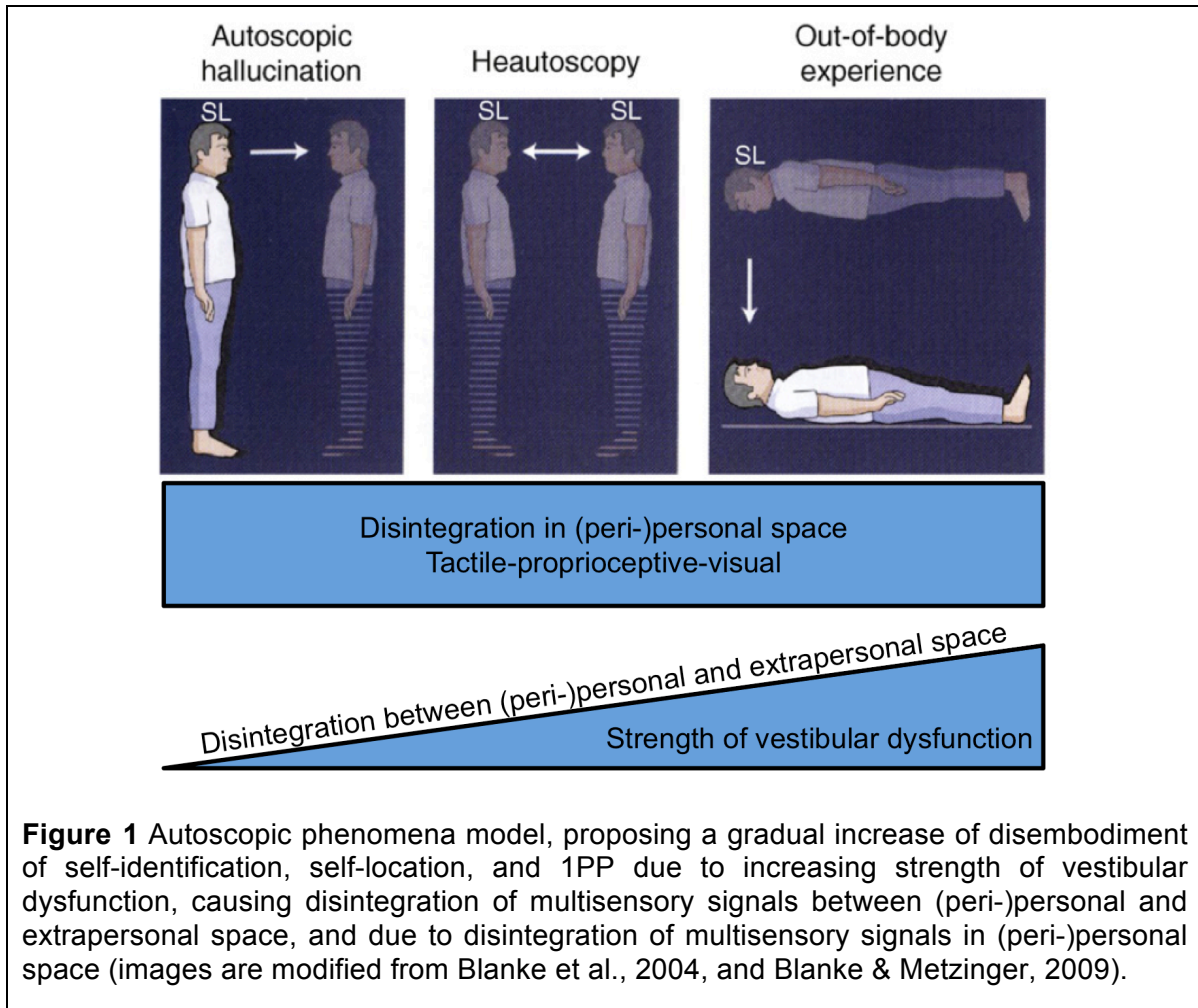 Autoscopic
hallucination
Heautoscopy
Out-of-body
experience
SL
SL
SL
SL
Disintegration in (peri-)personal space
Tactile-proprioceptive-visual
Disintegration between (peri-)personal and extrapersonal space
Strength of vestibular dysfunction
Figure 1 Autoscopic phenomena model, proposing a gradual increase of disembodiment
of self-identification, self-location, and 1PP due to increasing strength of vestibular
dysfunction, causing disintegration of multisensory signals between (peri-)personal and
extrapersonal space, and due to disintegration of multisensory signals in (peri-)personal
space (images are modified from Blanke et al., 2004, and Blanke & Metzinger, 2009).